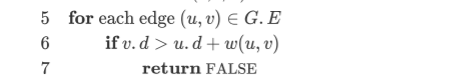 5 for each edge (u, v) ∈ G.E
6 if v.d > u.d + w(u, v)
7 return FALSE